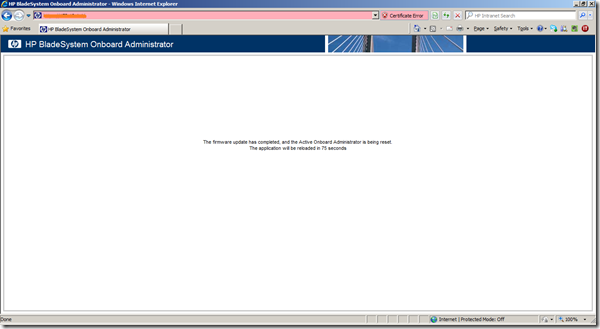 HP BladeSystem Onboard Administrator - Windows Internet Explorer
Certificate Error
HP Intranet Search
Favorites
HP BladeSystem Onboard Administrator
Page
Safety
Tools
HP BladeSystem Onboard Administrator
The firmware update has completed, and the Active Onboard Administrator is being reset.
The application will be reloaded in 75 seconds
Done
Internet | Protected Mode: Off
100%